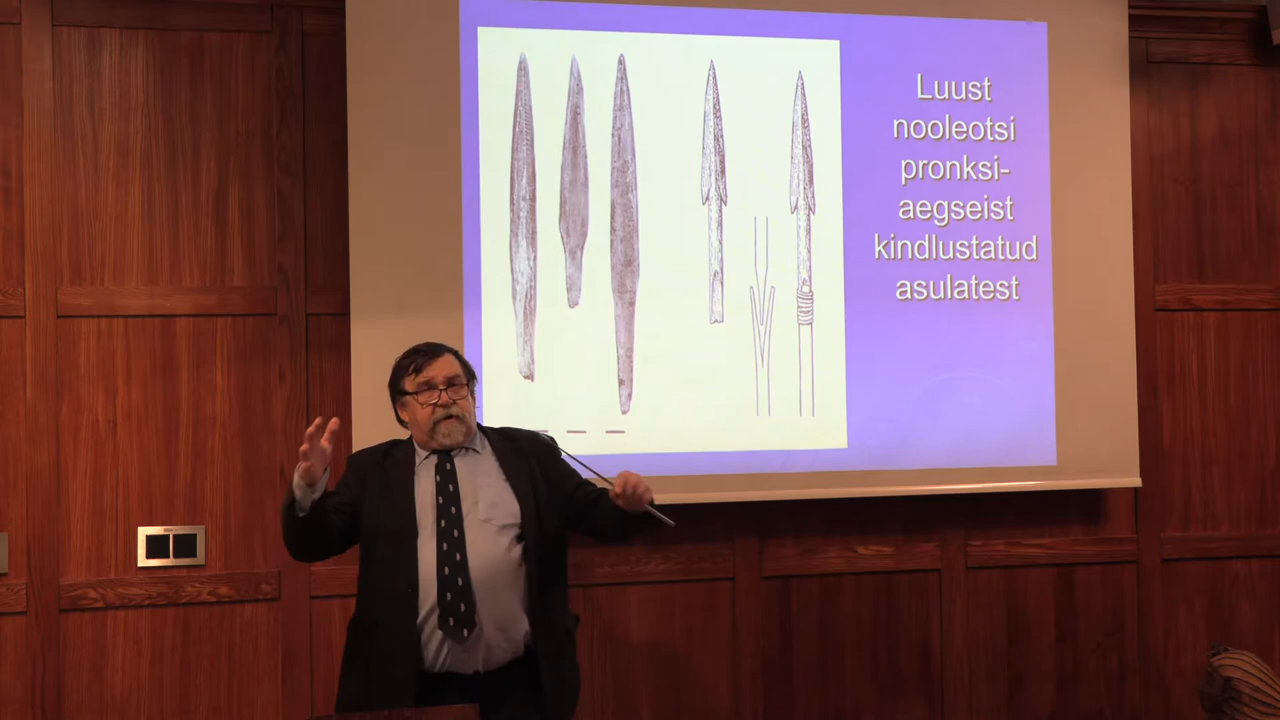 Luust
nooleotsi
pronksi-
aegseist
kindlustatud
asulatest